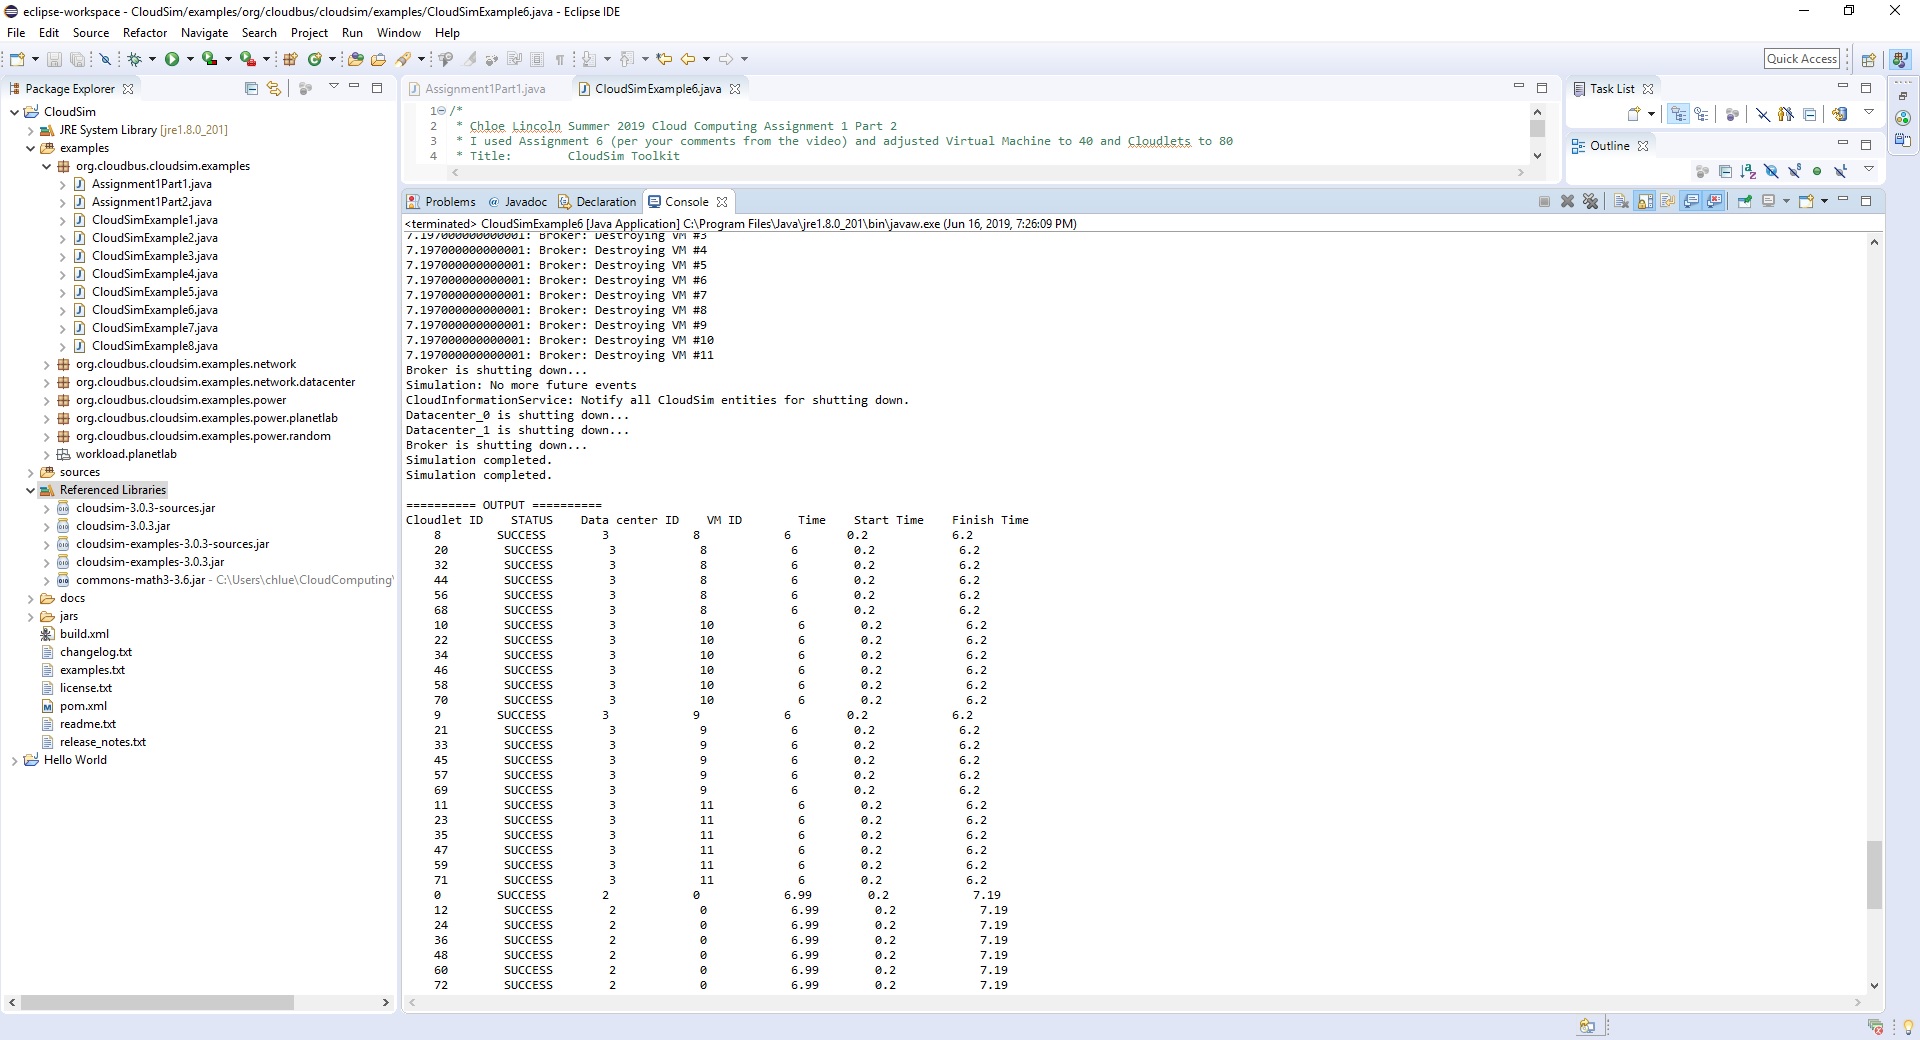 eclipse-workspace - CloudSim/examples/org/cloudbus/cloudsim/examples/CloudSimExample6.java - Eclipse IDE
File Edit Source Refactor Navigate Search Project Run Window Help
Quick Access
Package Explorer
CloudSim
JRE System Library [jre1.8.0_201]
examples
org.cloudbus.cloudsim.examples
Assignment1Part1.java
Assignment1Part2.java
CloudSimExample1.java
CloudSimExample2.java
CloudSimExample3.java
CloudSimExample4.java
CloudSimExample5.java
CloudSimExample6.java
CloudSimExample7.java
CloudSimExample8.java
org.cloudbus.cloudsim.examples.network
org.cloudbus.cloudsim.examples.network.datacenter
org.cloudbus.cloudsim.examples.power
org.cloudbus.cloudsim.examples.power.planetlab
org.cloudbus.cloudsim.examples.power.random
workload.planetlab
sources
Referenced Libraries
cloudsim-3.0.3-sources.jar
cloudsim-3.0.3.jar
cloudsim-examples-3.0.3-sources.jar
cloudsim-examples-3.0.3.jar
commons-math3-3.6.jar - C:\Users\chlue\CloudComputing\
docs
jars
build.xml
changelog.txt
examples.txt
license.txt
pom.xml
readme.txt
release_notes.txt
Hello World
Assignment1Part1.java CloudSimExample6.java
1 /*
2 * Chloe Lincoln Summer 2019 Cloud Computing Assignment 1 Part 2
3 * I used Assignment 6 (per your comments from the video) and adjusted Virtual Machine to 40 and Cloudlets to 80
4 * Title: CloudSim Toolkit
Task List
Outline
Problems @ Javadoc Declaration Console
<terminated> CloudSimExample6 [Java Application] C:\Program Files\Java\jre1.8.0_201\bin\javaw.exe (Jun 16, 2019, 7:26:09 PM)
7.197000000000001: Broker: Destroying VM #3
7.197000000000001: Broker: Destroying VM #4
7.197000000000001: Broker: Destroying VM #5
7.197000000000001: Broker: Destroying VM #6
7.197000000000001: Broker: Destroying VM #7
7.197000000000001: Broker: Destroying VM #8
7.197000000000001: Broker: Destroying VM #9
7.197000000000001: Broker: Destroying VM #10
7.197000000000001: Broker: Destroying VM #11
Broker is shutting down...
Simulation: No more future events
CloudInformationService: Notify all CloudSim entities for shutting down.
Datacenter_0 is shutting down...
Datacenter_1 is shutting down...
Broker is shutting down...
Simulation completed.
Simulation completed.
========== OUTPUT ==========
Cloudlet ID STATUS Data center ID VM ID Time Start Time Finish Time
8 SUCCESS 3 8 6 0.2 6.2
20 SUCCESS 3 8 6 0.2 6.2
32 SUCCESS 3 8 6 0.2 6.2
44 SUCCESS 3 8 6 0.2 6.2
56 SUCCESS 3 8 6 0.2 6.2
68 SUCCESS 3 8 6 0.2 6.2
10 SUCCESS 3 10 6 0.2 6.2
22 SUCCESS 3 10 6 0.2 6.2
34 SUCCESS 3 10 6 0.2 6.2
46 SUCCESS 3 10 6 0.2 6.2
58 SUCCESS 3 10 6 0.2 6.2
70 SUCCESS 3 10 6 0.2 6.2
9 SUCCESS 3 9 6 0.2 6.2
21 SUCCESS 3 9 6 0.2 6.2
33 SUCCESS 3 9 6 0.2 6.2
45 SUCCESS 3 9 6 0.2 6.2
57 SUCCESS 3 9 6 0.2 6.2
69 SUCCESS 3 9 6 0.2 6.2
11 SUCCESS 3 11 6 0.2 6.2
23 SUCCESS 3 11 6 0.2 6.2
35 SUCCESS 3 11 6 0.2 6.2
47 SUCCESS 3 11 6 0.2 6.2
59 SUCCESS 3 11 6 0.2 6.2
71 SUCCESS 3 11 6 0.2 6.2
0 SUCCESS 2 0 6.99 0.2 7.19
12 SUCCESS 2 0 6.99 0.2 7.19
24 SUCCESS 2 0 6.99 0.2 7.19
36 SUCCESS 2 0 6.99 0.2 7.19
48 SUCCESS 2 0 6.99 0.2 7.19
60 SUCCESS 2 0 6.99 0.2 7.19
72 SUCCESS 2 0 6.99 0.2 7.19